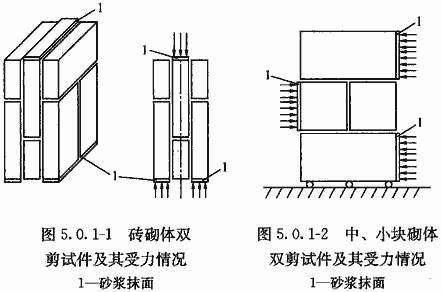 1
1
1
1
1
1
图 5.0.1-1 砖砌体双
剪试件及其受力情况
1—砂浆抹面
图 5.0.1-2 中、小块砌体
双剪试件及其受力情况
1—砂浆抹面